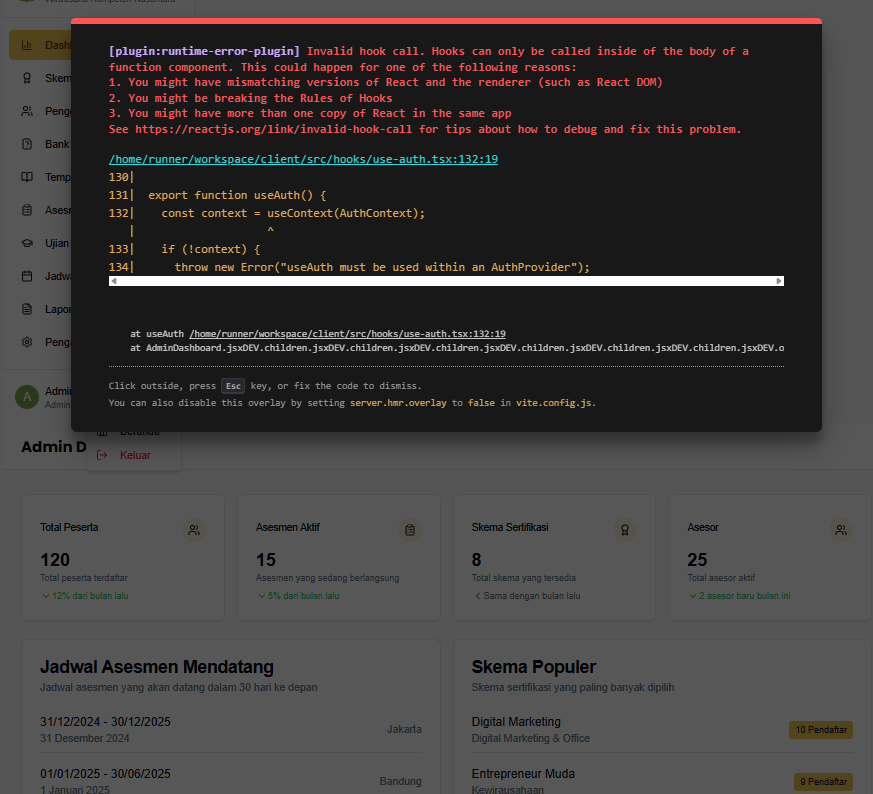 Wirausaha Kompeten Nusantara
[plugin:runtime-error-plugin] Invalid hook call. Hooks can only be called inside of the body of a
function component. This could happen for one of the following reasons:
1. You might have mismatching versions of React and the renderer (such as React DOM)
2. You might be breaking the Rules of Hooks
3. You might have more than one copy of React in the same app
See https://reactjs.org/link/invalid-hook-call for tips about how to debug and fix this problem.
/home/runner/workspace/client/src/hooks/use-auth.tsx:132:19
130|
131|  export function useAuth() {
132|    const context = useContext(AuthContext);
   |                    ^
133|    if (!context) {
134|      throw new Error("useAuth must be used within an AuthProvider");
at useAuth /home/runner/workspace/client/src/hooks/use-auth.tsx:132:19
at AdminDashboard.jsxDEV.children.jsxDEV.children.jsxDEV.children.jsxDEV.children.jsxDEV.children.jsxDEV.children.jsxDEV.o
Click outside, press Esc key, or fix the code to dismiss.
You can also disable this overlay by setting server.hmr.overlay to false in vite.config.js.
Dashl
Skem
Peng
Bank
Temp
Asesr
Ujian
Jadw
Lapor
Penga
A
Admi
Admin
Admin D
Beranda
Keluar
Total Peserta
120
Total peserta terdaftar
12% dari bulan lalu
Asesmen Aktif
15
Asesmen yang sedang berlangsung
5% dari bulan lalu
Skema Sertifikasi
8
Total skema yang tersedia
Sama dengan bulan lalu
Asesor
25
Total asesor aktif
2 asesor baru bulan ini
Jadwal Asesmen Mendatang
Jadwal asesmen yang akan datang dalam 30 hari ke depan
31/12/2024 - 30/12/2025
31 Desember 2024
Jakarta
01/01/2025 - 30/06/2025
1 Januari 2025
Bandung
Skema Populer
Skema sertifikasi yang paling banyak dipilih
Digital Marketing
Digital Marketing & Office
10 Pendaftar
Entrepreneur Muda
Kewirausahaan
9 Pendaftar